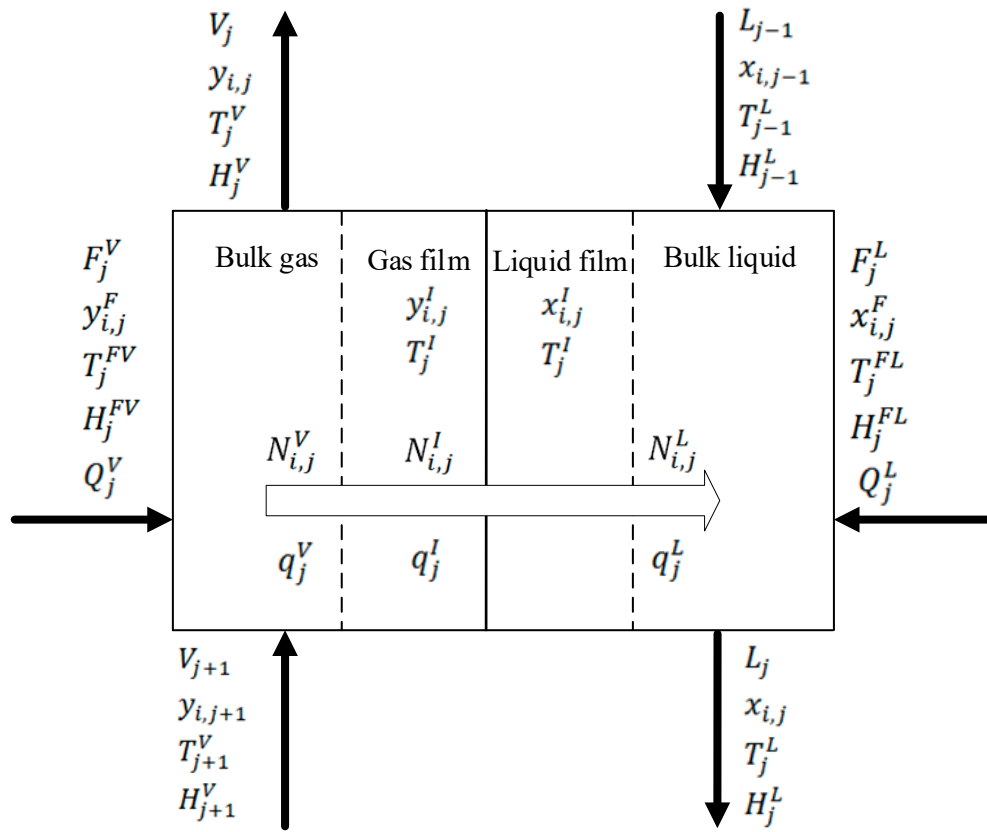 V_j
y_{i,j}
T_j^V
H_j^V
L_{j-1}
x_{i,j-1}
T_{j-1}^L
H_{j-1}^L
F_j^V
y_{i,j}^F
T_j^{FV}
H_j^{FV}
Q_j^V
Bulk gas
Gas film
Liquid film
Bulk liquid
y_{i,j}^I
T_j^I
x_{i,j}^I
T_j^I
N_{i,j}^V
N_{i,j}^I
N_{i,j}^L
q_j^V
q_j^I
q_j^L
F_j^L
x_{i,j}^F
T_j^{FL}
H_j^{FL}
Q_j^L
V_{j+1}
y_{i,j+1}
T_{j+1}^V
H_{j+1}^V
L_j
x_{i,j}
T_j^L
H_j^L